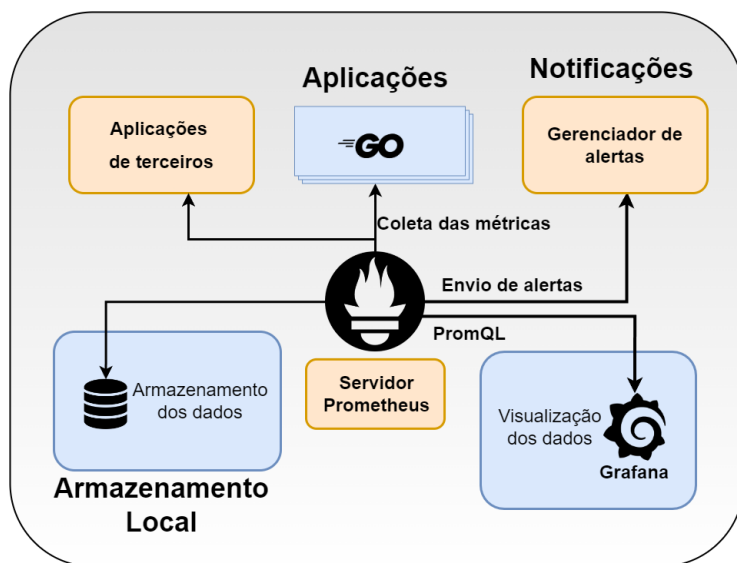 Aplicações
Notificações
Aplicações
de terceiros
GO
Gerenciador de
alertas
Coleta das métricas
Envio de alertas
PromQL
Armazenamento
dos dados
Servidor
Prometheus
Visualização
dos dados
Grafana
Armazenamento
Local